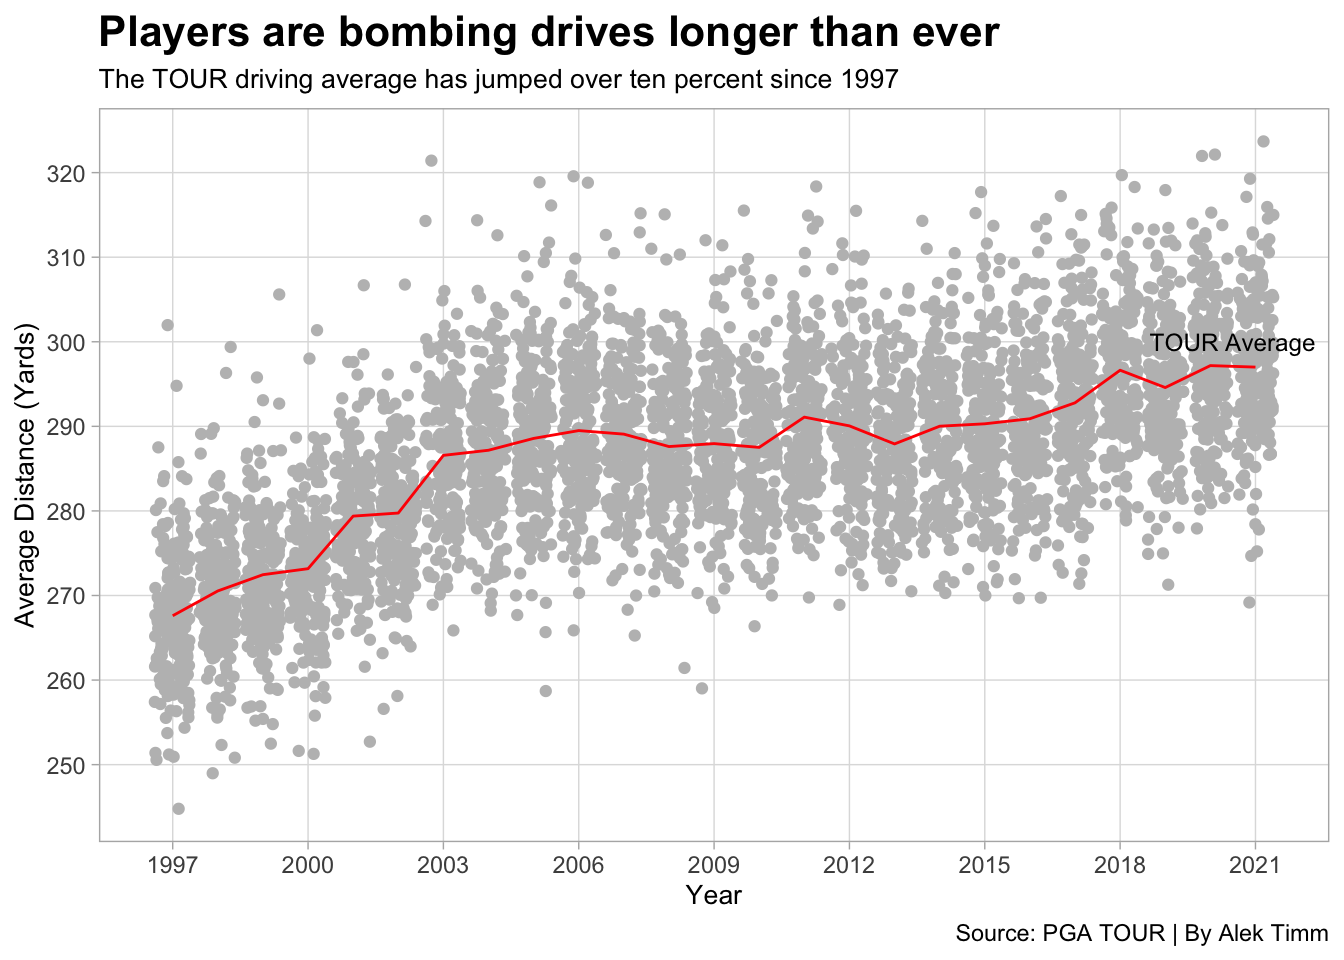 Players are bombing drives longer than ever
The TOUR driving average has jumped over ten percent since 1997
Average Distance (Yards)
320
310
300
290
280
270
260
250
TOUR Average
1997 2000 2003 2006 2009 2012 2015 2018 2021
Year
Source: PGA TOUR | By Alek Timm